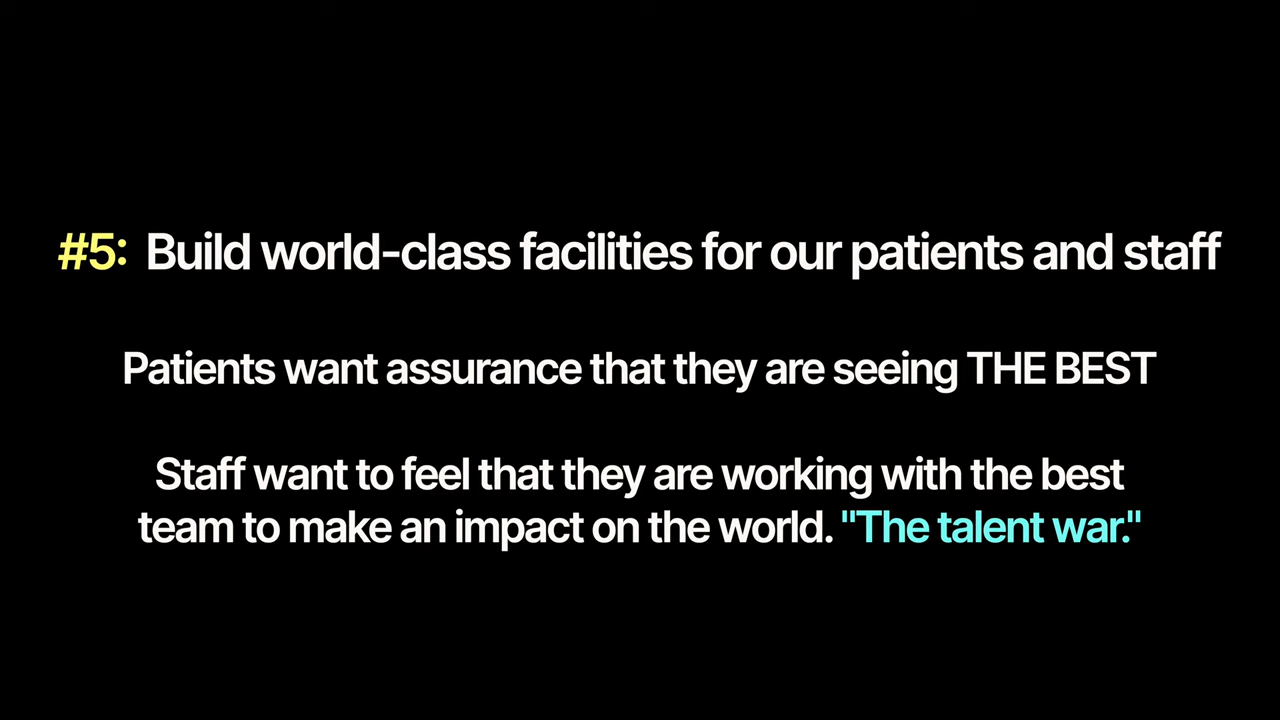 #5: Build world-class facilities for our patients and staff
Patients want assurance that they are seeing THE BEST
Staff want to feel that they are working with the best
team to make an impact on the world. "The talent war."